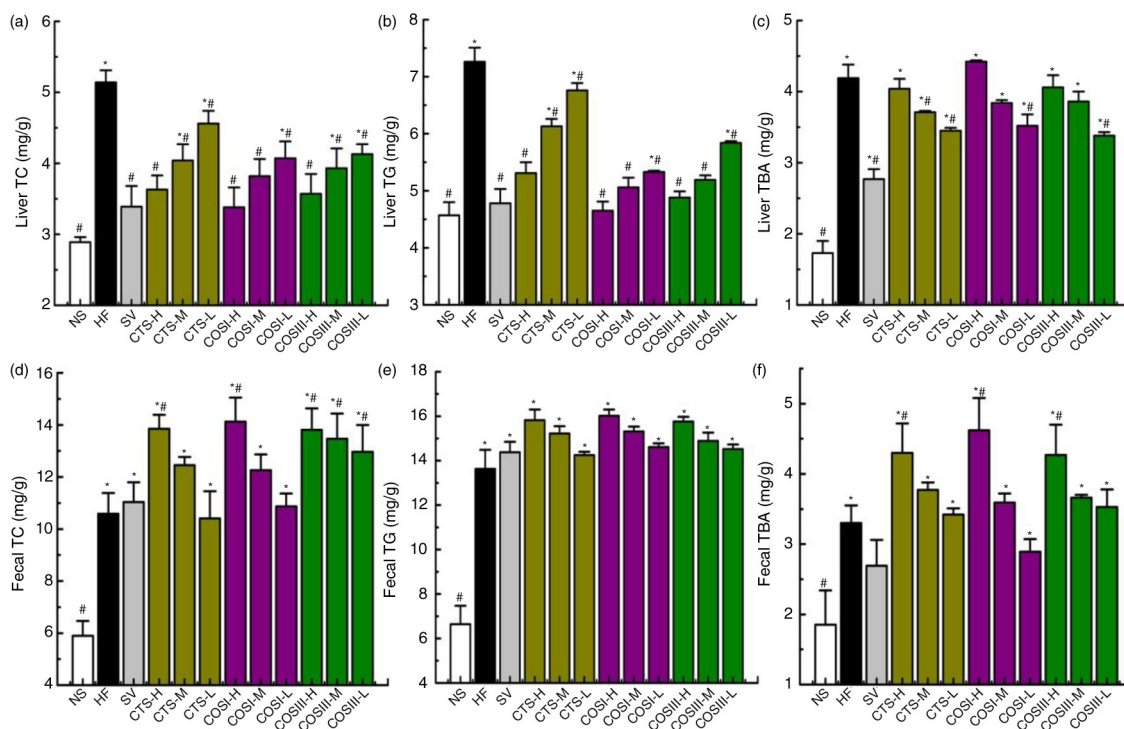 (a)
Liver TC (mg/g)
6
5
4
3
2
# * # # *# *# # # *# # *# *#
NS HF SV CTS-H CTS-M CTS-L COSI-H COSI-M COSI-L COSIII-H COSIII-M COSIII-L
(b)
Liver TG (mg/g)
8
7
6
5
4
3
# * # # *# *# # # *# # # *#
NS HF SV CTS-H CTS-M CTS-L COSI-H COSI-M COSI-L COSIII-H COSIII-M COSIII-L
(c)
Liver TBA (mg/g)
5
4
3
2
1
# * *# * *# *# * * *# * * *#
NS HF SV CTS-H CTS-M CTS-L COSI-H COSI-M COSI-L COSIII-H COSIII-M COSIII-L
(d)
Fecal TC (mg/g)
16
14
12
10
8
6
4
# * * *# * * *# * * *# *# *#
NS HF SV CTS-H CTS-M CTS-L COSI-H COSI-M COSI-L COSIII-H COSIII-M COSIII-L
(e)
Fecal TG (mg/g)
18
16
14
12
10
8
6
4
# * * * * * * * * * * *
NS HF SV CTS-H CTS-M CTS-L COSI-H COSI-M COSI-L COSIII-H COSIII-M COSIII-L
(f)
Fecal TBA (mg/g)
5
4
3
2
1
# * *# * * *# * * *# * *
NS HF SV CTS-H CTS-M CTS-L COSI-H COSI-M COSI-L COSIII-H COSIII-M COSIII-L